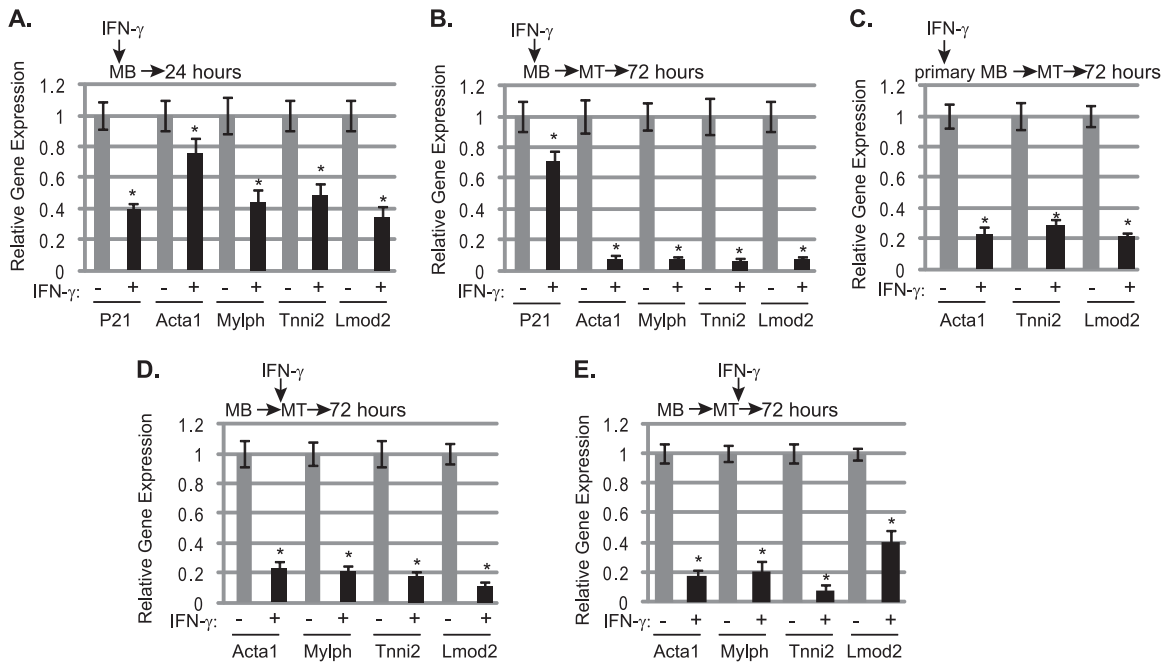 A.
IFN-γ
MB 24 hours
Relative Gene Expression
1.2
1
0.8
0.6
0.4
0.2
0
IFN-γ: - + - + - + - + - +
P21 Acta1 Mylph Tnni2 Lmod2
B.
IFN-γ
MB MT 72 hours
Relative Gene Expression
1.2
1
0.8
0.6
0.4
0.2
0
IFN-γ: - + - + - + - + - +
P21 Acta1 Mylph Tnni2 Lmod2
* * * * *
* * * * *
C.
IFN-γ
primary MB MT 72 hours
Relative Gene Expression
1.2
1
0.8
0.6
0.4
0.2
0
* * *
IFN-γ: - + - + - +
Acta1 Tnni2 Lmod2
D.
IFN-γ
MB MT 72 hours
Relative Gene Expression
1.2
1
0.8
0.6
0.4
0.2
0
* * * *
IFN-γ: - + - + - + - +
Acta1 Mylph Tnni2 Lmod2
E.
IFN-γ
MB MT 72 hours
Relative Gene Expression
1.2
1
0.8
0.6
0.4
0.2
0
* * * *
IFN-γ: - + - + - + - +
Acta1 Mylph Tnni2 Lmod2